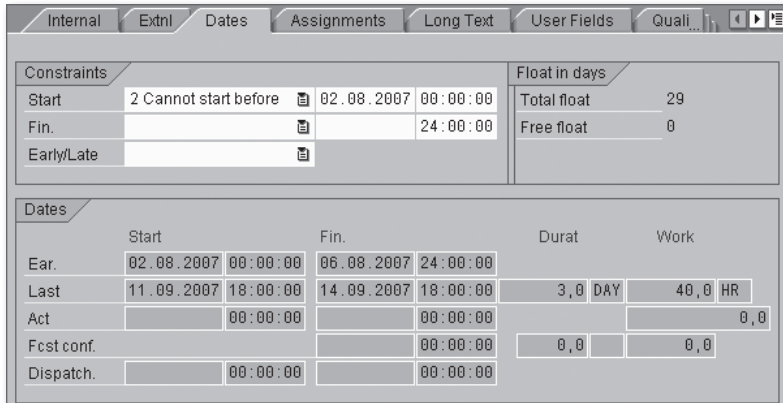 Internal Extnl Dates Assignments Long Text User Fields Quali...
Constraints
Start 2 Cannot start before 02.08.2007 00:00:00
Fin. 24:00:00
Early/Late
Float in days
Total float 29
Free float 0
Dates
Start Fin. Durat Work
Ear. 02.08.2007 00:00:00 06.08.2007 24:00:00
Last 11.09.2007 18:00:00 14.09.2007 18:00:00 3,0 DAY 40,0 HR
Act 00:00:00 00:00:00 0,0
Fcst conf. 00:00:00 0,0 0,0
Dispatch. 00:00:00 00:00:00